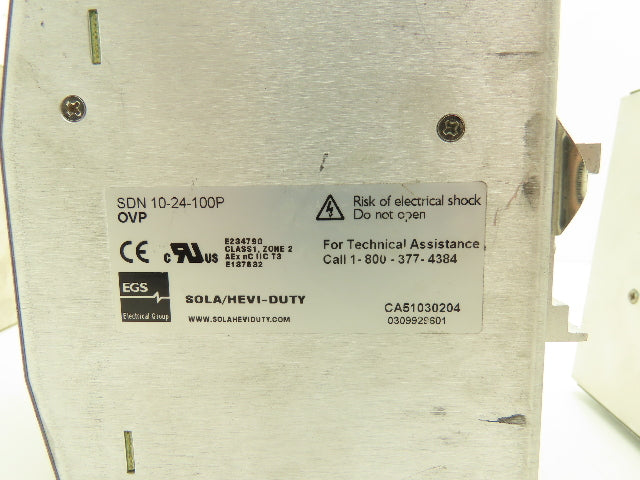 SDN 10-24-100P
OVP
Risk of electrical shock
Do not open
CE
c RU US
E234790
CLASS1, ZONE 2
AEx nC IIC T3
E137632
For Technical Assistance
Call 1-800-377-4384
EGS
Electrical Group
SOLA/HEVI-DUTY
WWW.SOLAHEVIDUTY.COM
CA51030204
0309929601